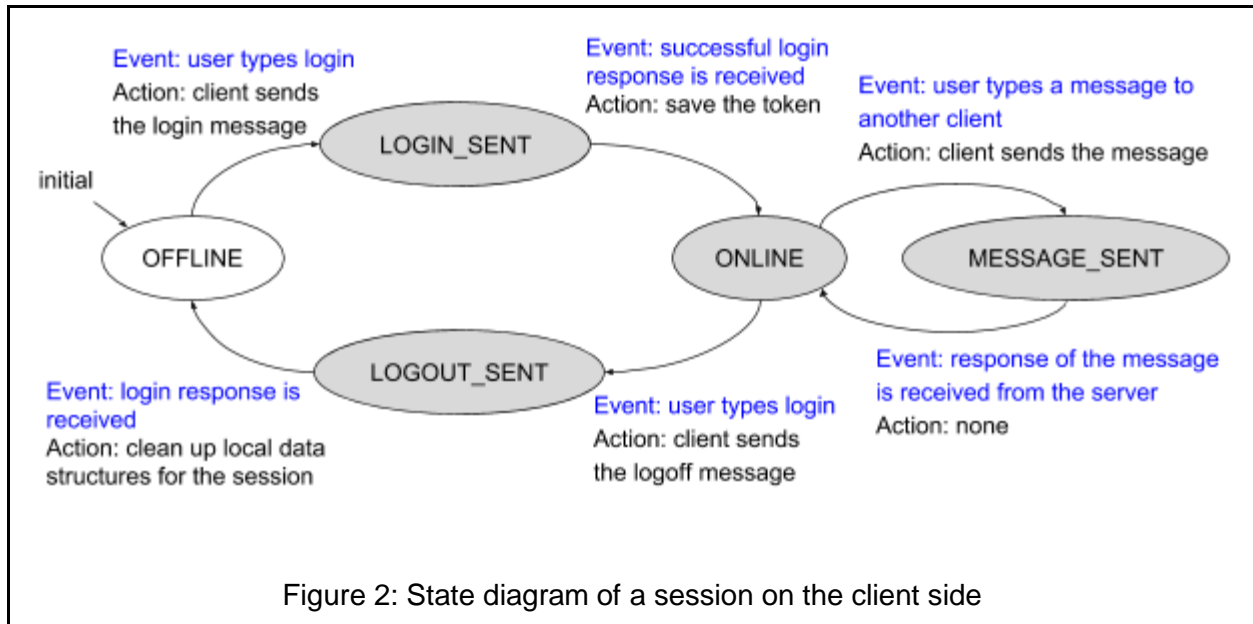 Event: user types login
Action: client sends
the login message
Event: successful login
response is received
Action: save the token
Event: user types a message to
another client
Action: client sends the message
initial
LOGIN_SENT
OFFLINE
ONLINE
MESSAGE_SENT
LOGOUT_SENT
Event: login response is
received
Action: clean up local data
structures for the session
Event: user types login
Action: client sends
the logoff message
Event: response of the message
is received from the server
Action: none
Figure 2: State diagram of a session on the client side